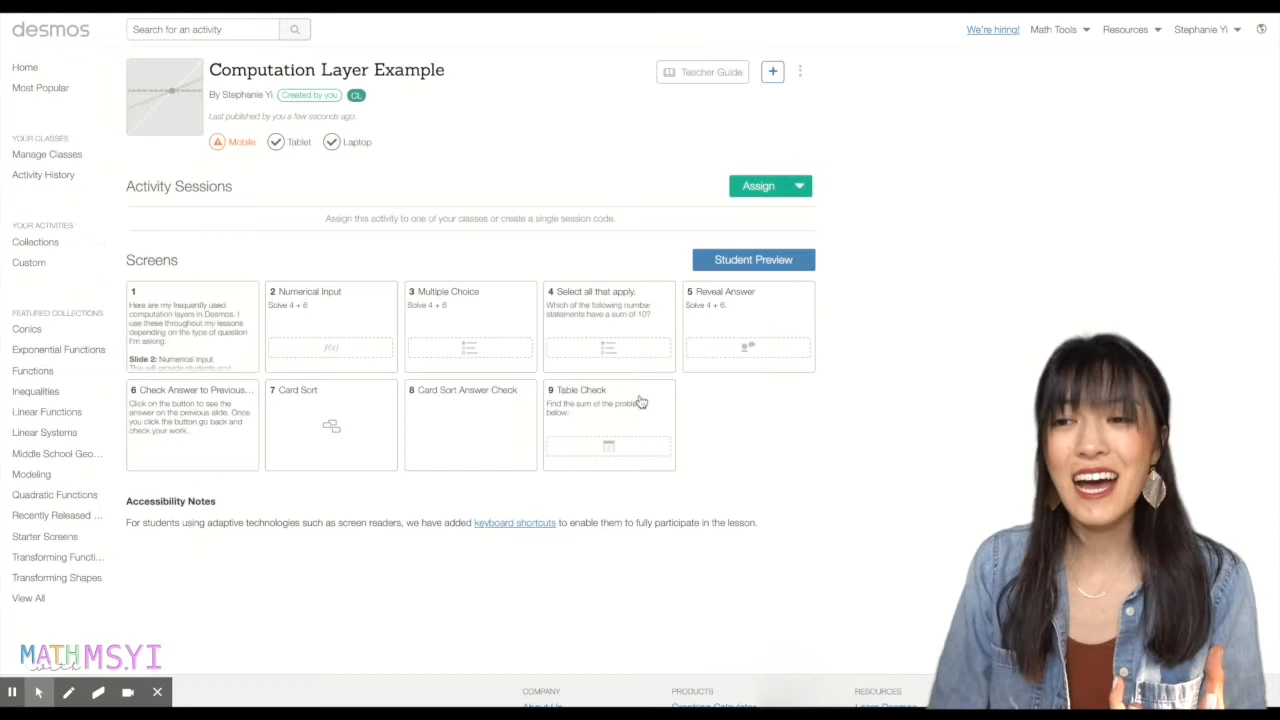 desmos
Search for an activity
We're hiring!
Math Tools
Resources
Stephanie Yi
Home
Most Popular
YOUR CLASSES
Manage Classes
Activity History
YOUR ACTIVITIES
Collections
Custom
FEATURED COLLECTIONS
Conics
Exponential Functions
Functions
Inequalities
Linear Functions
Linear Systems
Middle School Geo...
Modeling
Quadratic Functions
Recently Released ...
Starter Screens
Transforming Functi...
Transforming Shapes
View All
Computation Layer Example
By Stephanie Yi
Created by you
CL
Last published by you a few seconds ago.
Mobile
Tablet
Laptop
Teacher Guide
+
Activity Sessions
Assign
Assign this activity to one of your classes or create a single session code.
Screens
Student Preview
1
Here are my frequently used
computation layers in Desmos. I
use these throughout my lessons
depending on the type of question
I'm asking.
Slide 2: Numerical Input
This will provide students and
2 Numerical Input
Solve 4 + 6
f(x)
3 Multiple Choice
Solve 4 + 6
4 Select all that apply.
Which of the following number
statements have a sum of 10?
5 Reveal Answer
Solve 4 + 6.
6 Check Answer to Previous...
Click on the button to see the
answer on the previous slide. Once
you click the button go back and
check your work.
7 Card Sort
8 Card Sort Answer Check
9 Table Check
Find the sum of the
below:
Accessibility Notes
For students using adaptive technologies such as screen readers, we have added keyboard shortcuts to enable them to fully participate in the lesson.
MATH with MS.YI
COMPANY
PRODUCTS
RESOURCES